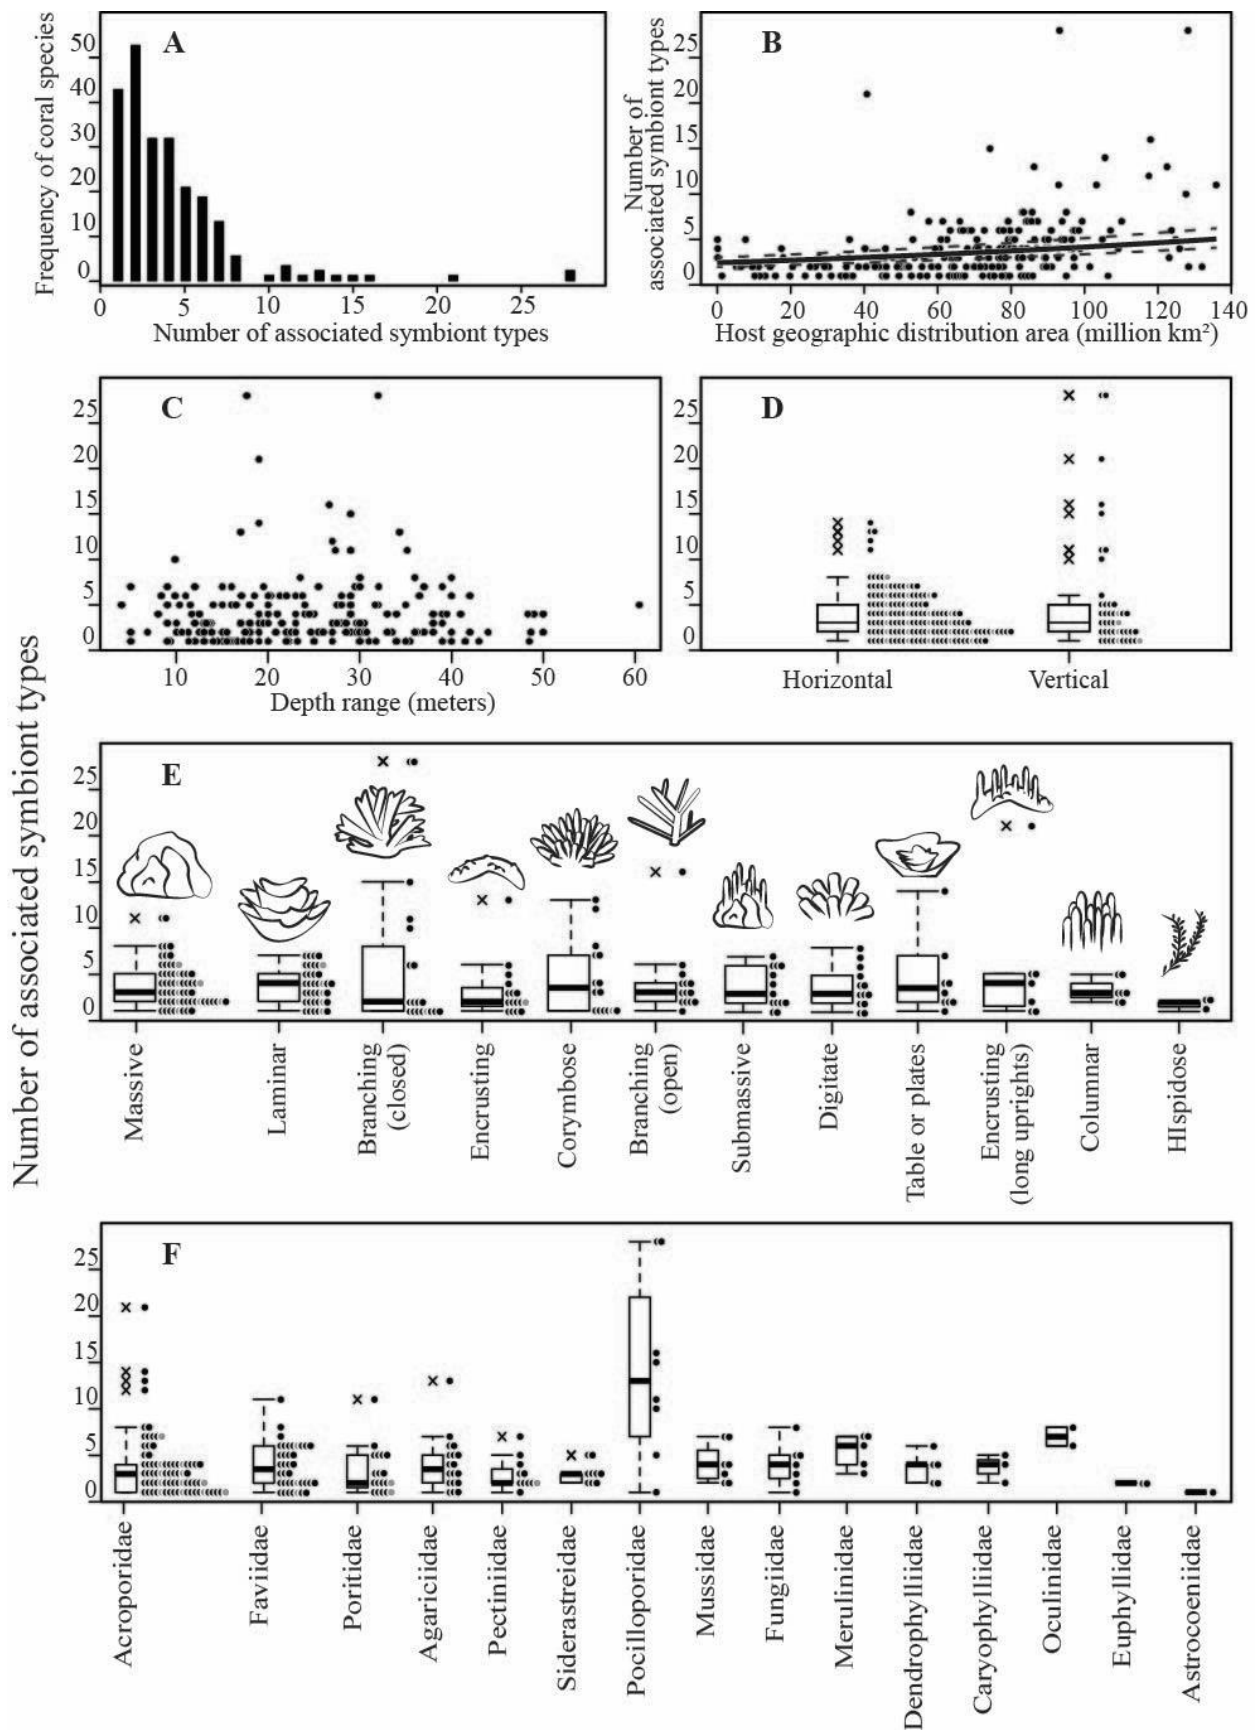 A
Frequency of coral species
50
40
30
20
10
0
0 5 10 15 20 25
Number of associated symbiont types
B
Number of
associated symbiont types
25
20
15
10
5
0
0 20 40 60 80 100 120 140
Host geographic distribution area (million km²)
Number of associated symbiont types
C
25
20
15
10
5
0
10 20 30 40 50 60
Depth range (meters)
D
25
20
15
10
5
0
Horizontal Vertical
E
25
20
15
10
5
0
Massive
Laminar
Branching
(closed)
Encrusting
Corymbose
Branching
(open)
Submassive
Digitate
Table or plates
Encrusting
(long uprights)
Columnar
HIspidose
F
25
20
15
10
5
0
Acroporidae
Faviidae
Poritidae
Agariciidae
Pectiniidae
Siderastreidae
Pocilloporidae
Mussidae
Fungiidae
Merulinidae
Dendrophylliidae
Caryophylliidae
Oculinidae
Euphyllidae
Astrocoeniidae